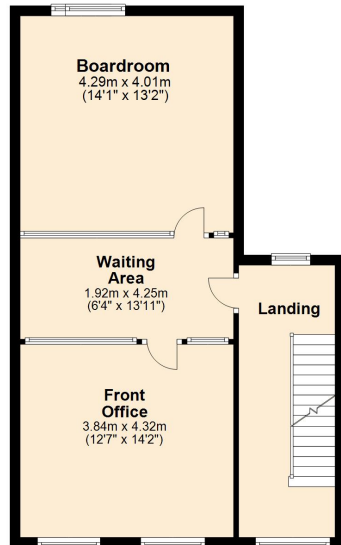 Boardroom
4.29m x 4.01m
(14'1" x 13'2")
Waiting
Area
1.92m x 4.25m
(6'4" x 13'11")
Landing
Front
Office
3.84m x 4.32m
(12'7" x 14'2")